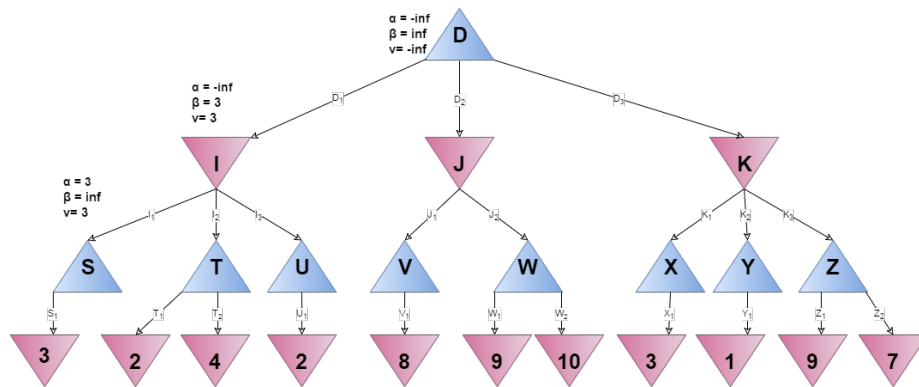 α = -inf
β = inf
v= -inf
D
α = -inf
β = 3
v= 3
D₁
D₂
D₃
I
J
K
α = 3
β = inf
v= 3
I₁
I₂
I₃
J₁
J₂
K₁
K₂
K₃
S
T
U
V
W
X
Y
Z
S₁
T₁
T₂
U₁
V₁
W₁
W₂
X₁
Y₁
Z₁
Z₂
3
2
4
2
8
9
10
3
1
9
7